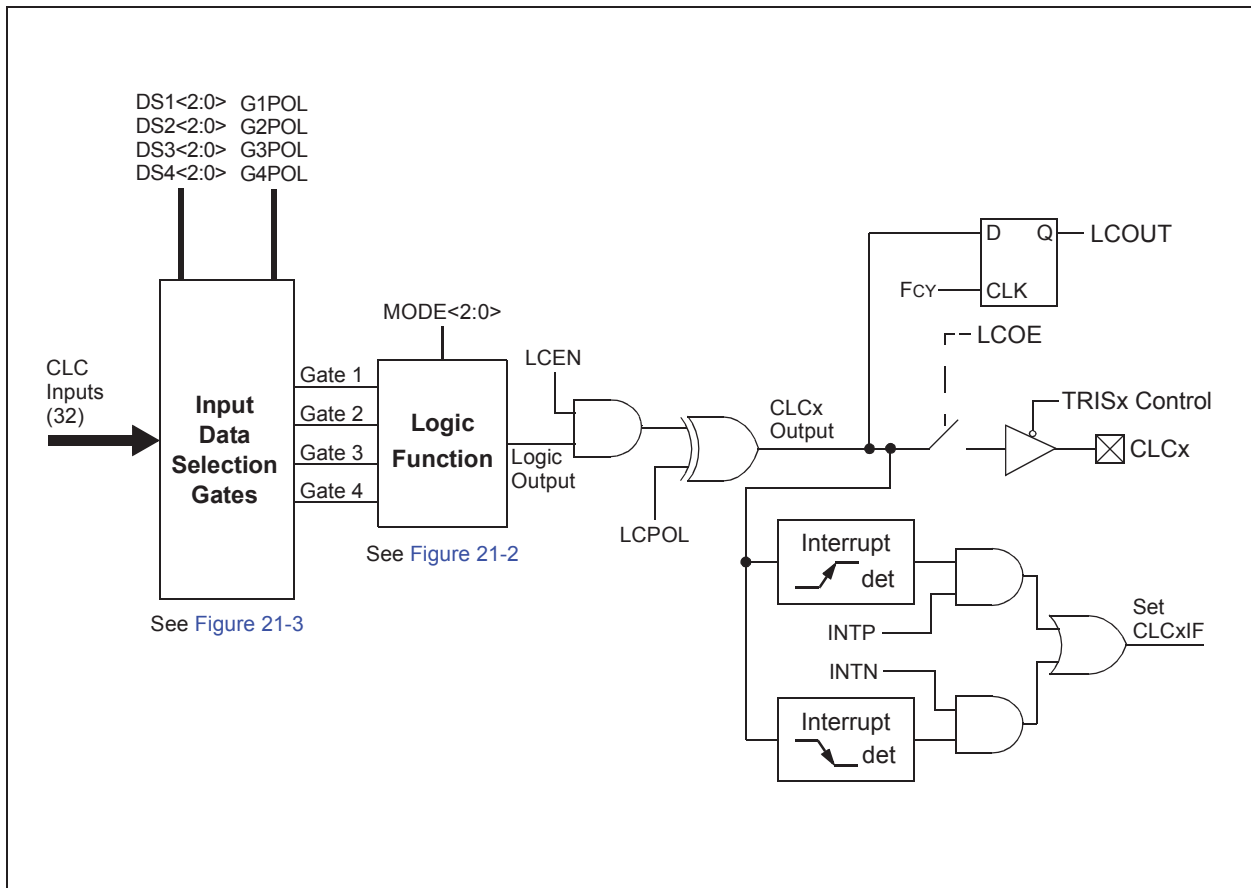 DS1<2:0> G1POL
DS2<2:0> G2POL
DS3<2:0> G3POL
DS4<2:0> G4POL
CLC
Inputs
(32)
Input
Data
Selection
Gates
See Figure 21-3
Gate 1
Gate 2
Gate 3
Gate 4
MODE<2:0>
Logic
Function
See Figure 21-2
Logic
Output
LCEN
LCPOL
CLCx
Output
D Q
LCOUT
FCY
CLK
LCOE
TRISx Control
CLCx
Interrupt
det
INTP
INTN
Interrupt
det
Set
CLCxIF